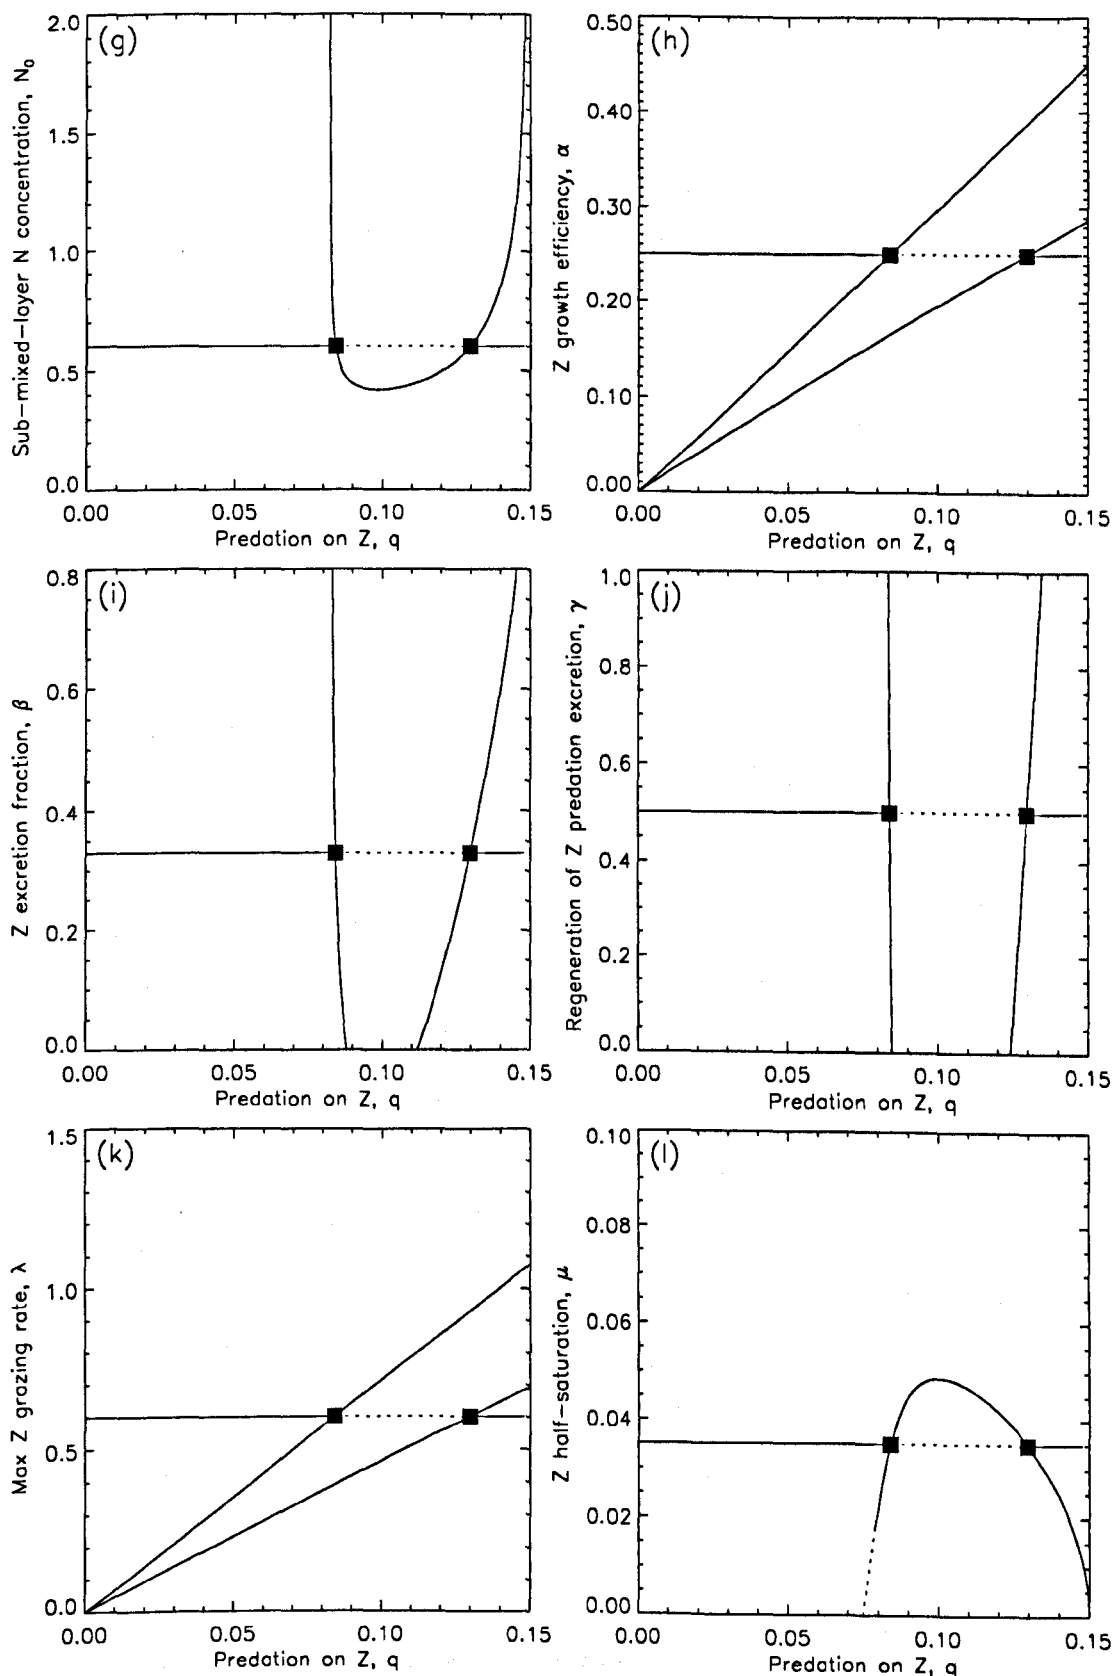 (g)
Sub-mixed-layer N concentration, N₀
2.0
1.5
1.0
0.5
0.0
0.00 0.05 0.10 0.15
Predation on Z, q
(h)
Z growth efficiency, α
0.50
0.40
0.30
0.20
0.10
0.00
0.00 0.05 0.10 0.15
Predation on Z, q
(i)
Z excretion fraction, β
0.8
0.6
0.4
0.2
0.0
0.00 0.05 0.10 0.15
Predation on Z, q
(j)
Regeneration of Z predation excretion, γ
1.0
0.8
0.6
0.4
0.2
0.0
0.00 0.05 0.10 0.15
Predation on Z, q
(k)
Max Z grazing rate, λ
1.5
1.0
0.5
0.0
0.00 0.05 0.10 0.15
Predation on Z, q
(l)
Z half-saturation, μ
0.10
0.08
0.06
0.04
0.02
0.00
0.00 0.05 0.10 0.15
Predation on Z, q